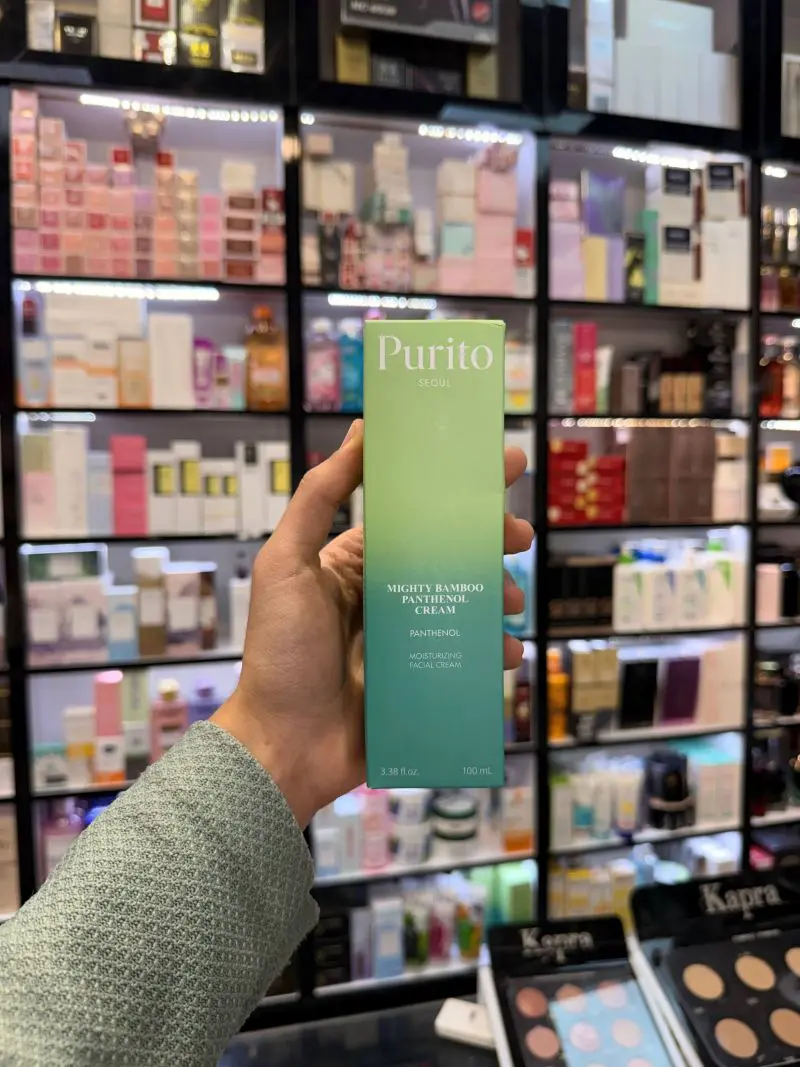 Purito
SEOUL
MIGHTY BAMBOO
PANTHENOL
CREAM
PANTHENOL
MOISTURIZING
FACIAL CREAM
3.38 fl.oz. 100 mL
Kapra
Kapra